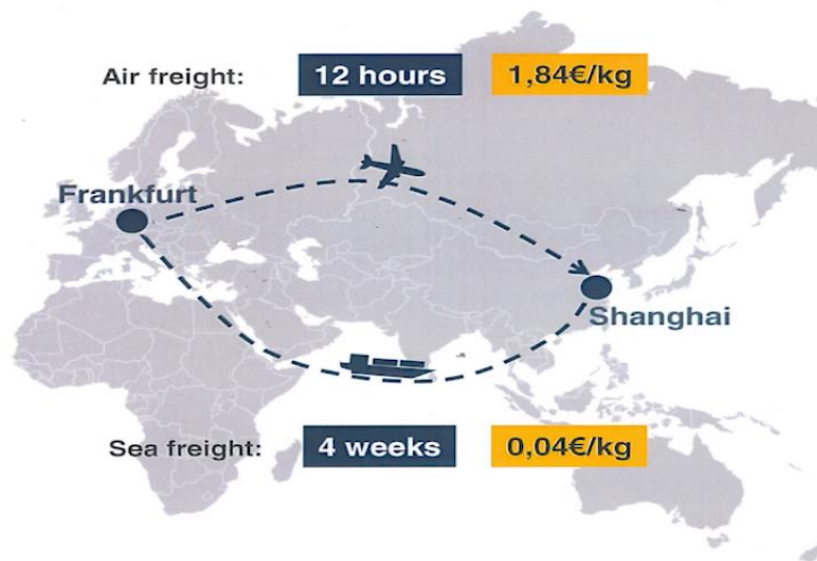 Air freight: 12 hours 1,84€/kg
Frankfurt
Shanghai
Sea freight: 4 weeks 0,04€/kg